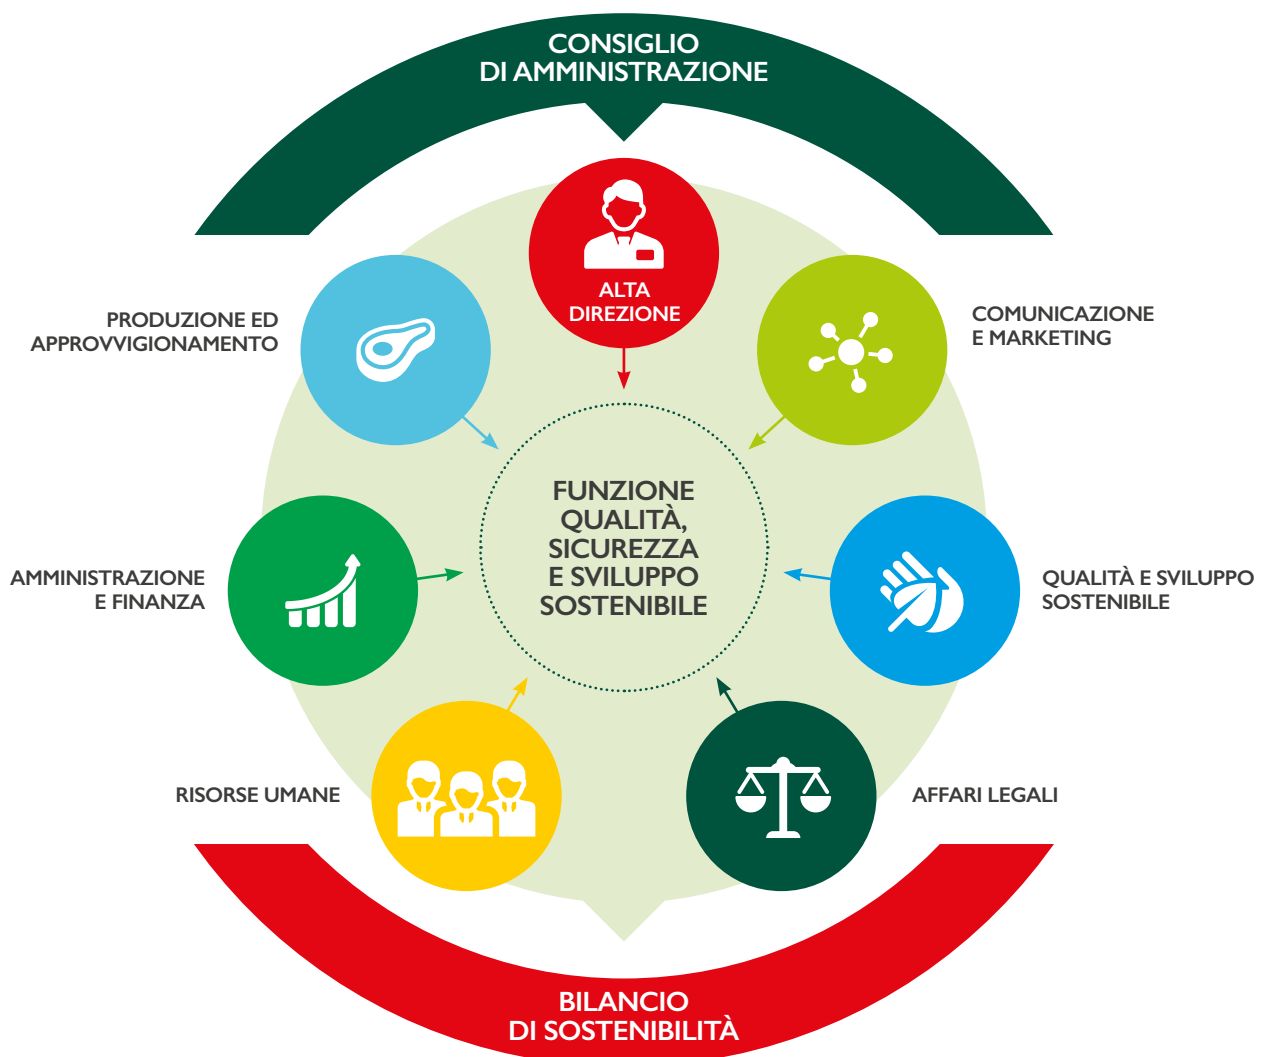 CONSIGLIO
DI AMMINISTRAZIONE
ALTA
DIREZIONE
PRODUZIONE ED
APPROVVIGIONAMENTO
COMUNICAZIONE
E MARKETING
FUNZIONE
QUALITÀ,
SICUREZZA
E SVILUPPO
SOSTENIBILE
AMMINISTRAZIONE
E FINANZA
QUALITÀ E SVILUPPO
SOSTENIBILE
RISORSE UMANE
AFFARI LEGALI
BILANCIO
DI SOSTENIBILITÀ